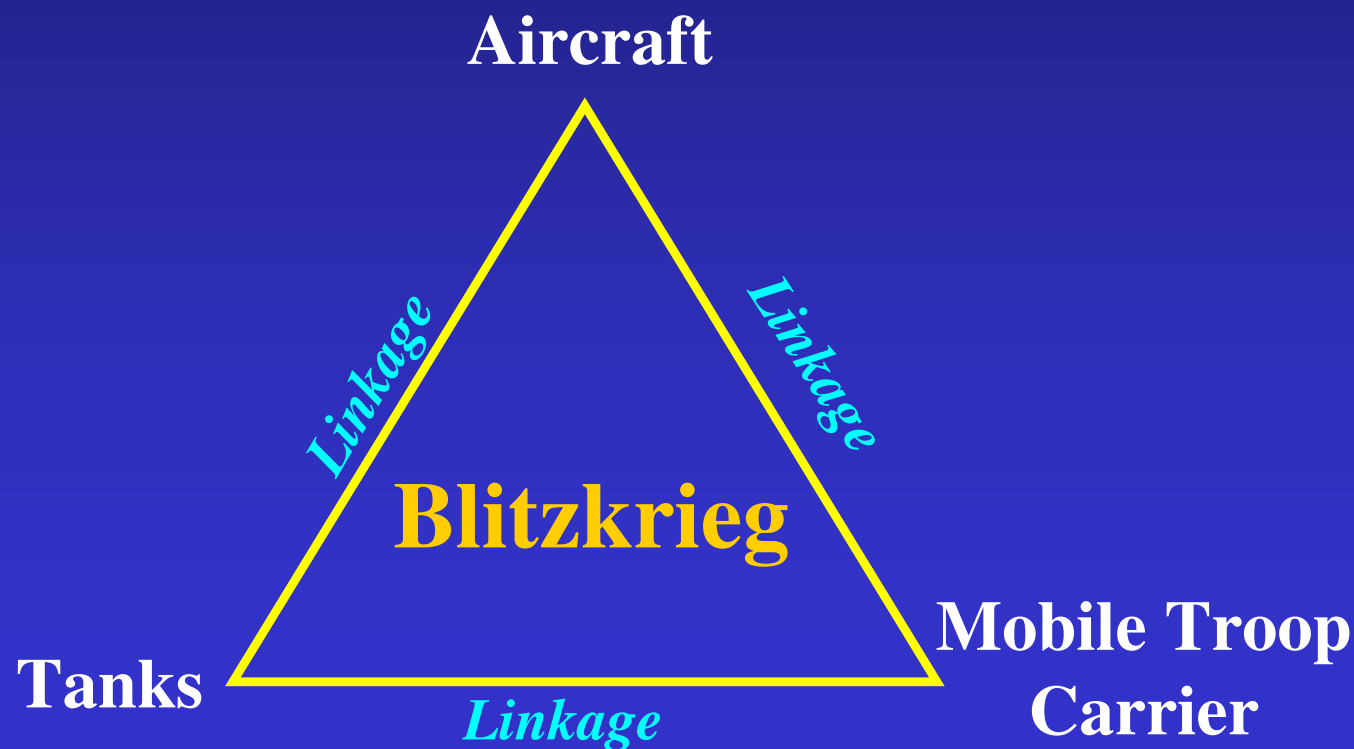 Aircraft
Linkage
Linkage
Blitzkrieg
Mobile Troop
Carrier
Tanks
Linkage